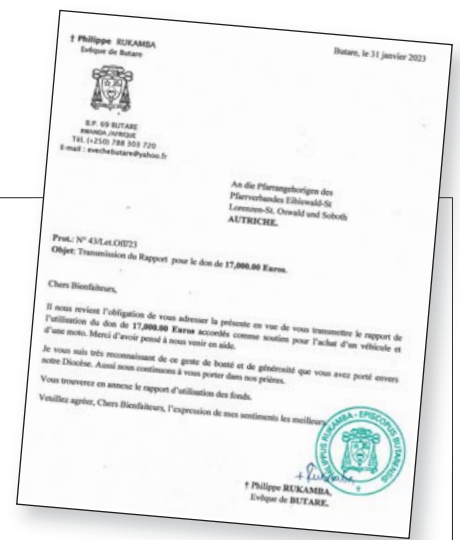 † Philippe RUKAMBA
Evêque de Butare
Butare, le 31 janvier 2023
B.P. 69 BUTARE
RWANDA /AFRIQUE
Tél. (+250) 788 303 720
E-mail : evechebutare@yahoo.fr
An die Pfarrangehorigen des
Pfarrverbandes Eibiswald-St
Lorenzen-St. Oswald und Soboth
AUTRICHE.
Prot.: N° 43/Let.Off/23
Objet: Transmission du Rapport pour le don de 17,000.00 Euros.
Chers Bienfaiteurs,
Il nous revient l'obligation de vous adresser la présente en vue de vous transmettre le rapport de
l'utilisation du don de 17,000.00 Euros accordés comme soutien pour l'achat d'un véhicule et
d'une moto. Merci d'avoir pensé à nous venir en aide.
Je vous suis très reconnaissant de ce geste de bonté et de générosité que vous avez porté envers
notre Diocèse. Aussi nous continuons à vous porter dans nos prières.
Vous trouverez en annexe le rapport d'utilisation des fonds.
Veuillez agréer, Chers Bienfaiteurs, l'expression de mes sentiments les meilleurs
PHILIPPUS RUKAMBA - EPISCOPUS BUTARENSIS
+ Rukamba
† Philippe RUKAMBA,
Evêque de BUTARE.